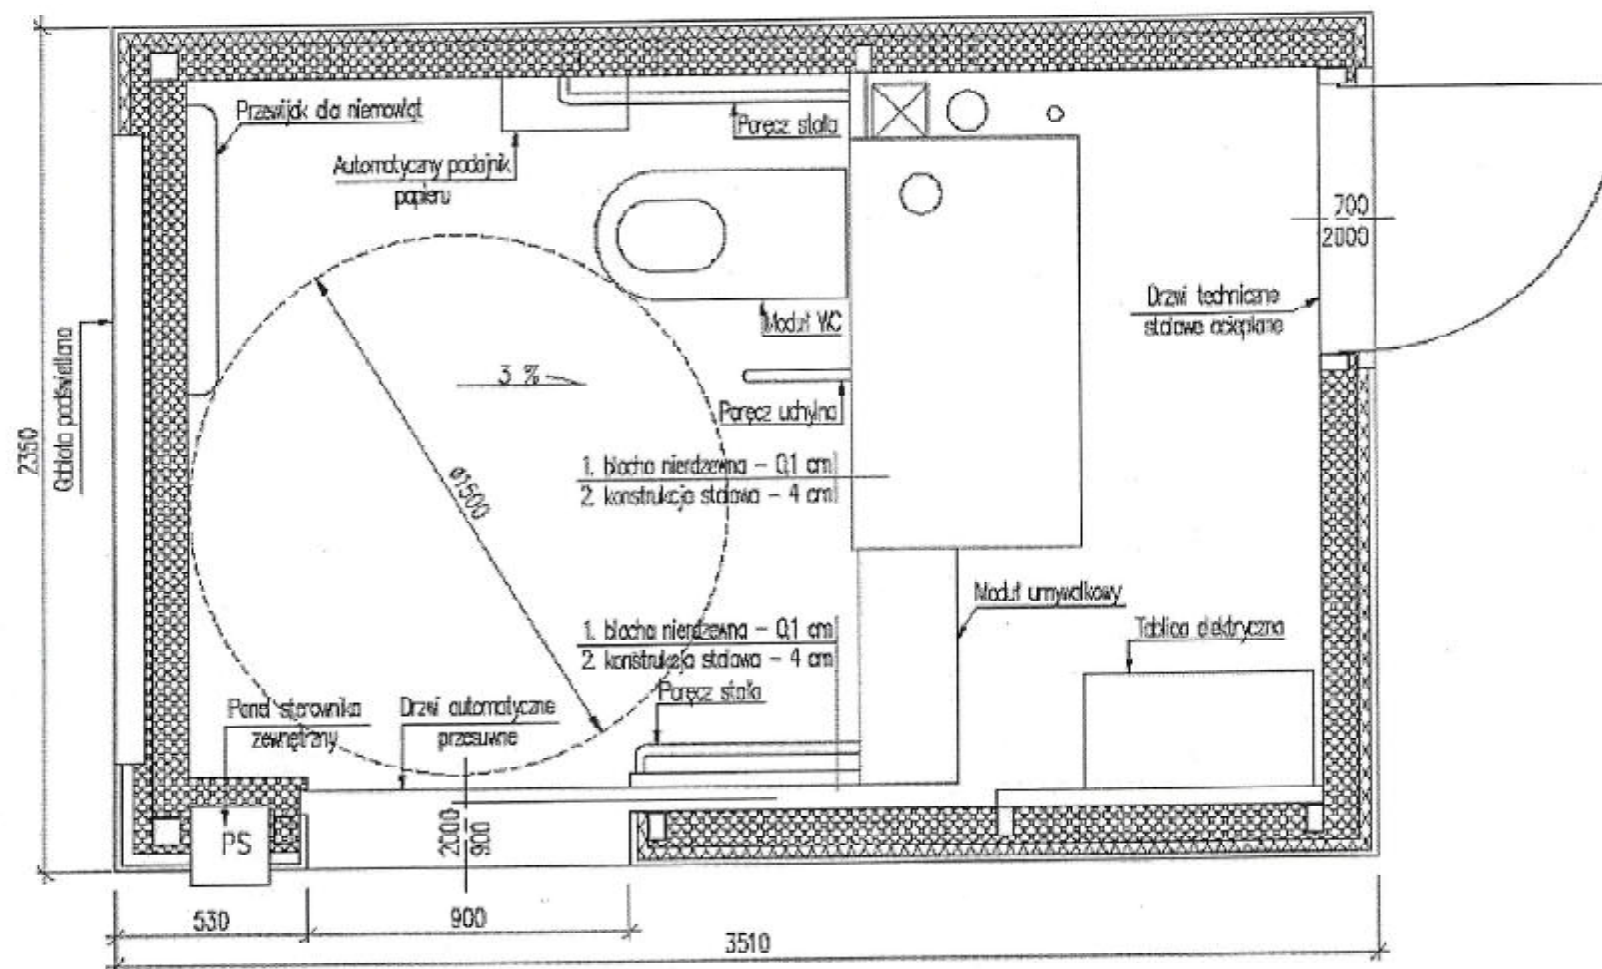 Przewijak dla niemowląt
Automatyczny podajnik
papieru
Poręcz stała
700
2000
Drzwi techniczne
stalowe ocieplane
Moduł WC
3 %
Poręcz uchylna
Gablota podświetlana
2350
ø1500
1. blacha nierdzewna - 0,1 cm
2. konstrukcja stalowa - 4 cm
Moduł umywalkowy
1. blacha nierdzewna - 0,1 cm
2. konstrukcja stalowa - 4 cm
Tablica elektryczna
Poręcz stała
Panel sterownika
zewnętrzny
Drzwi automatyczne
przesuwne
PS
2000
900
530
900
3510